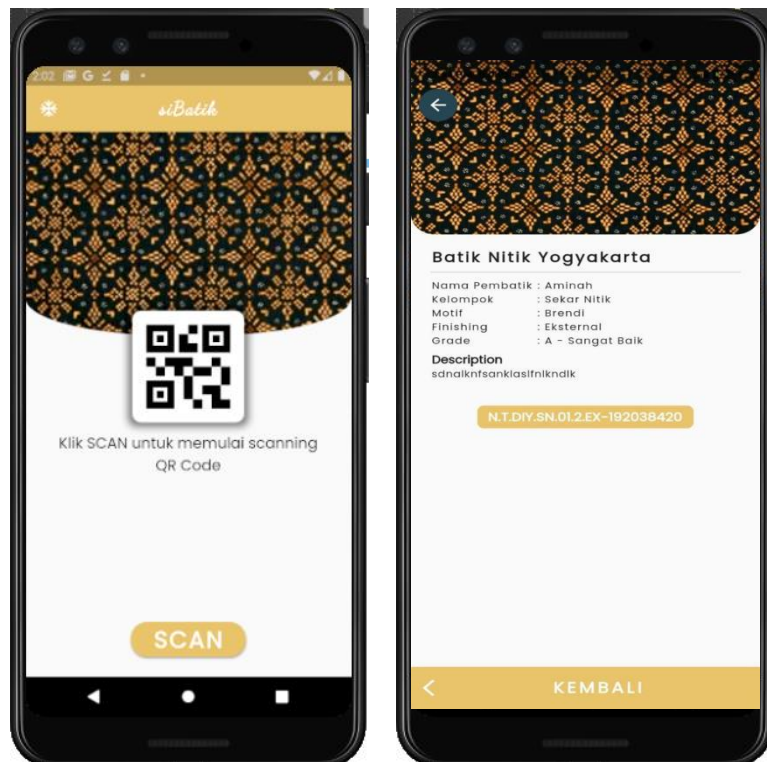 2:02 G
siBatik
Klik SCAN untuk memulai scanning
QR Code
SCAN
Batik Nitik Yogyakarta
Nama Pembatik : Aminah
Kelompok : Sekar Nitik
Motif : Brendi
Finishing : Eksternal
Grade : A - Sangat Baik
Description
sdnalknfsanklasifnlkndlk
N.T.DIY.SN.01.2.EX-192038420
KEMBALI